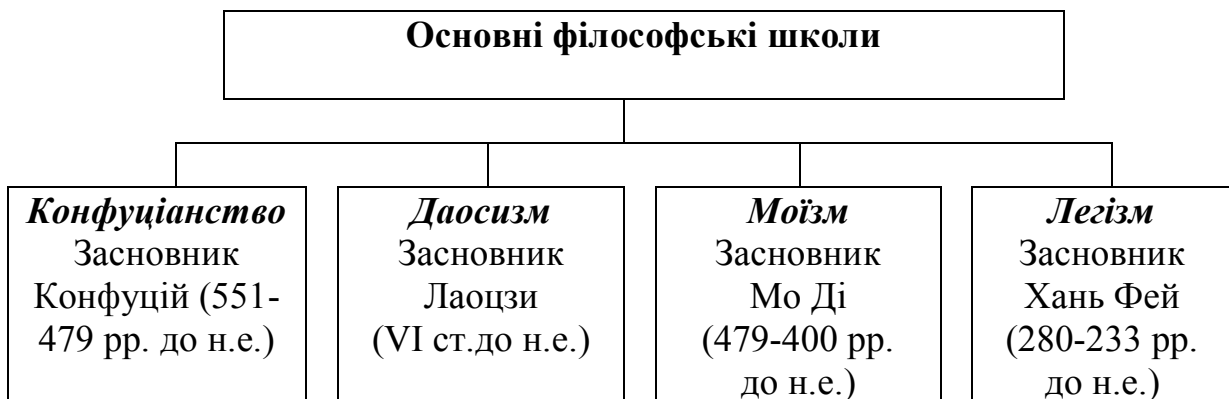 Основні філософські школи
Конфуціанство
Засновник
Конфуцій (551-
479 рр. до н.е.)
Даосизм
Засновник
Лаоцзи
(VI ст.до н.е.)
Моїзм
Засновник
Мо Ді
(479-400 рр.
до н.е.)
Легізм
Засновник
Хань Фей
(280-233 рр.
до н.е.)